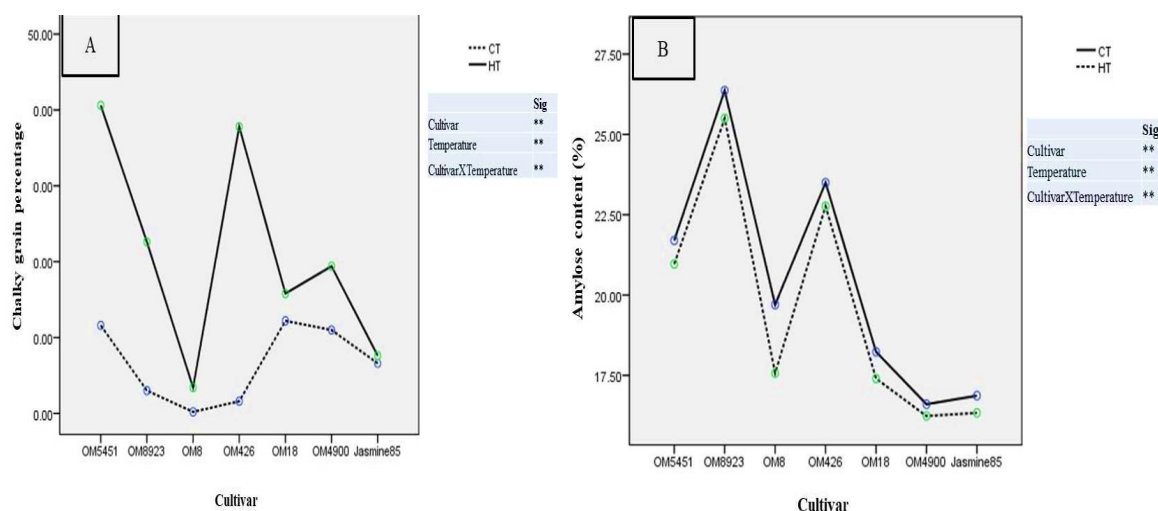 A
50.00
0.00
0.00
0.00
0.00
0.00
Chalky grain percentage
OM5451 OM8923 OM8 OM426 OM18 OM4900 Jasmine85
Cultivar
CT
HT
Sig
Cultivar **
Temperature **
CultivarXTemperature **
B
27.50
25.00
22.50
20.00
17.50
Amylose content (%)
OM5451 OM8923 OM8 OM426 OM18 OM4900 Jasmine85
Cultivar
CT
HT
Sig
Cultivar **
Temperature **
CultivarXTemperature **